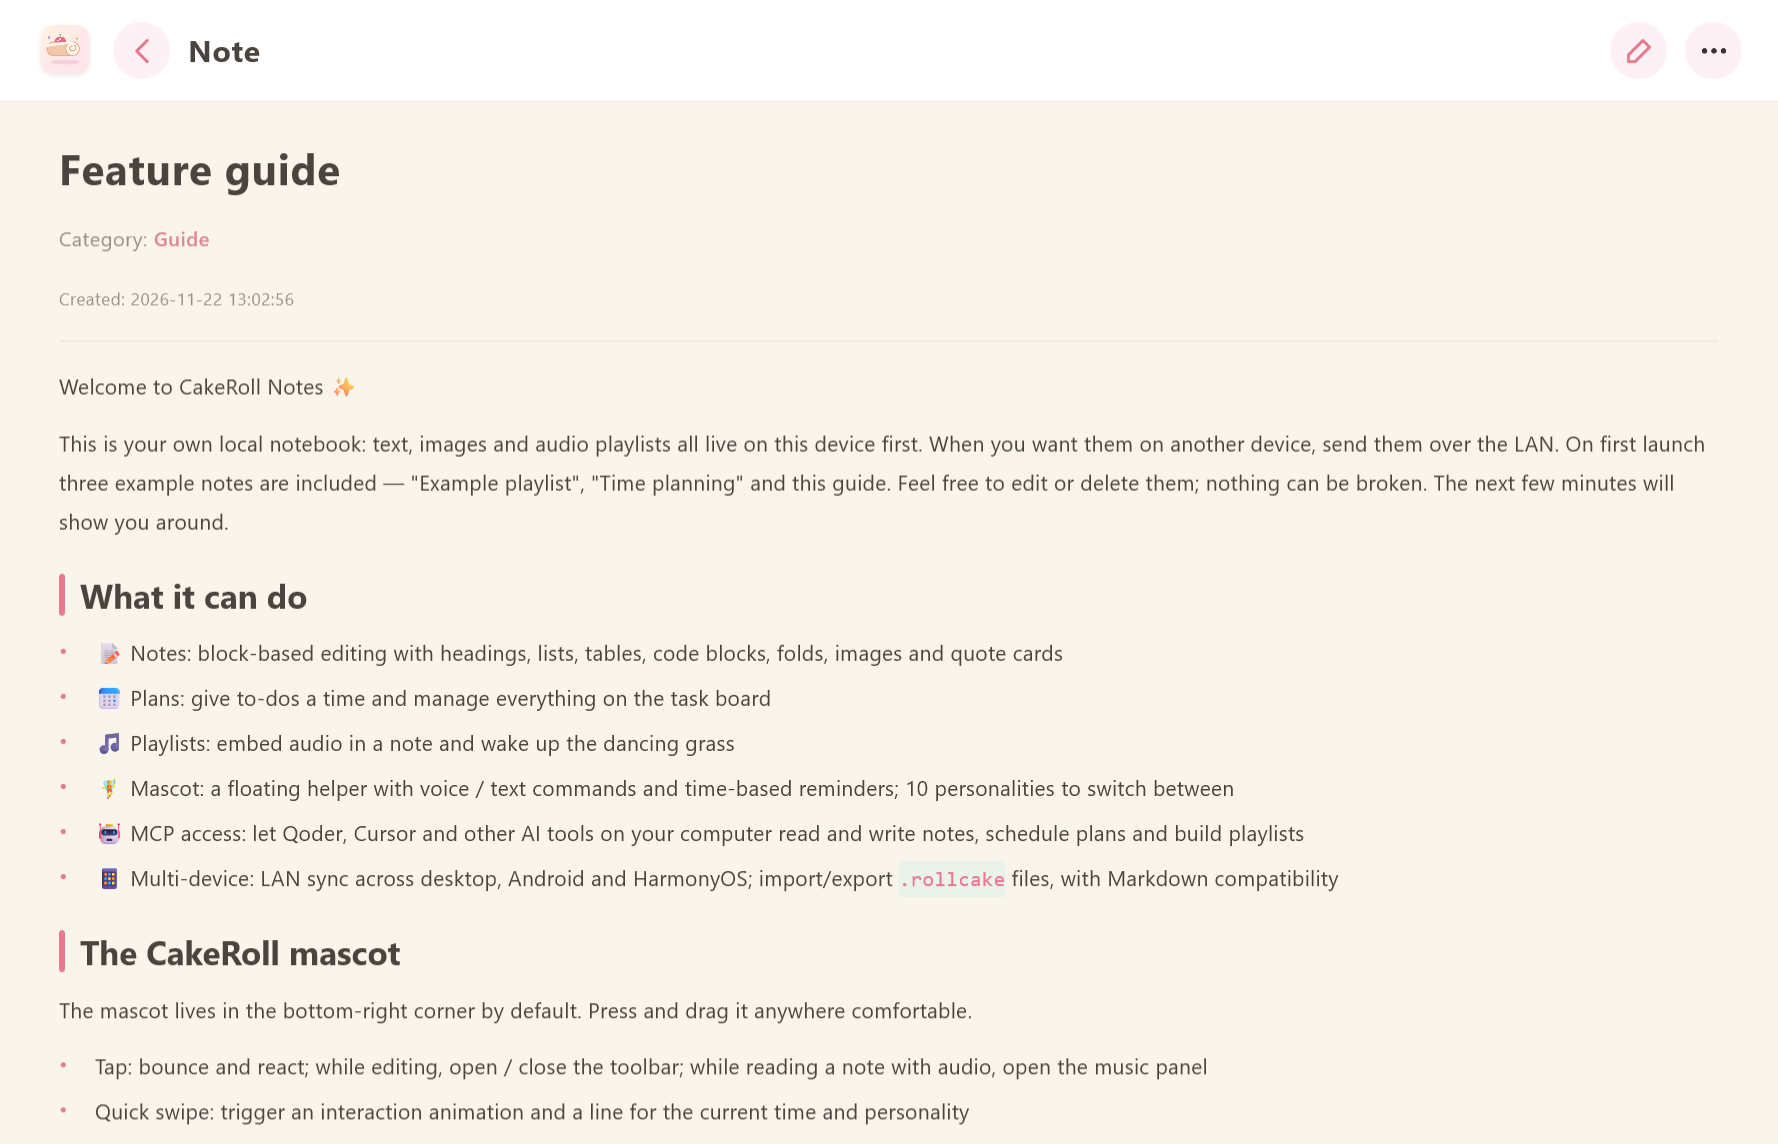 Note
Feature guide
Category: Guide
Created: 2026-11-22 13:02:56
Welcome to CakeRoll Notes ✨
This is your own local notebook: text, images and audio playlists all live on this device first. When you want them on another device, send them over the LAN. On first launch
three example notes are included — "Example playlist", "Time planning" and this guide. Feel free to edit or delete them; nothing can be broken. The next few minutes will
show you around.
What it can do
• 📝 Notes: block-based editing with headings, lists, tables, code blocks, folds, images and quote cards
• 📅 Plans: give to-dos a time and manage everything on the task board
• 🎵 Playlists: embed audio in a note and wake up the dancing grass
• 🧚 Mascot: a floating helper with voice / text commands and time-based reminders; 10 personalities to switch between
• 🤖 MCP access: let Qoder, Cursor and other AI tools on your computer read and write notes, schedule plans and build playlists
• 📱 Multi-device: LAN sync across desktop, Android and HarmonyOS; import/export .rollcake files, with Markdown compatibility
The CakeRoll mascot
The mascot lives in the bottom-right corner by default. Press and drag it anywhere comfortable.
• Tap: bounce and react; while editing, open / close the toolbar; while reading a note with audio, open the music panel
• Quick swipe: trigger an interaction animation and a line for the current time and personality